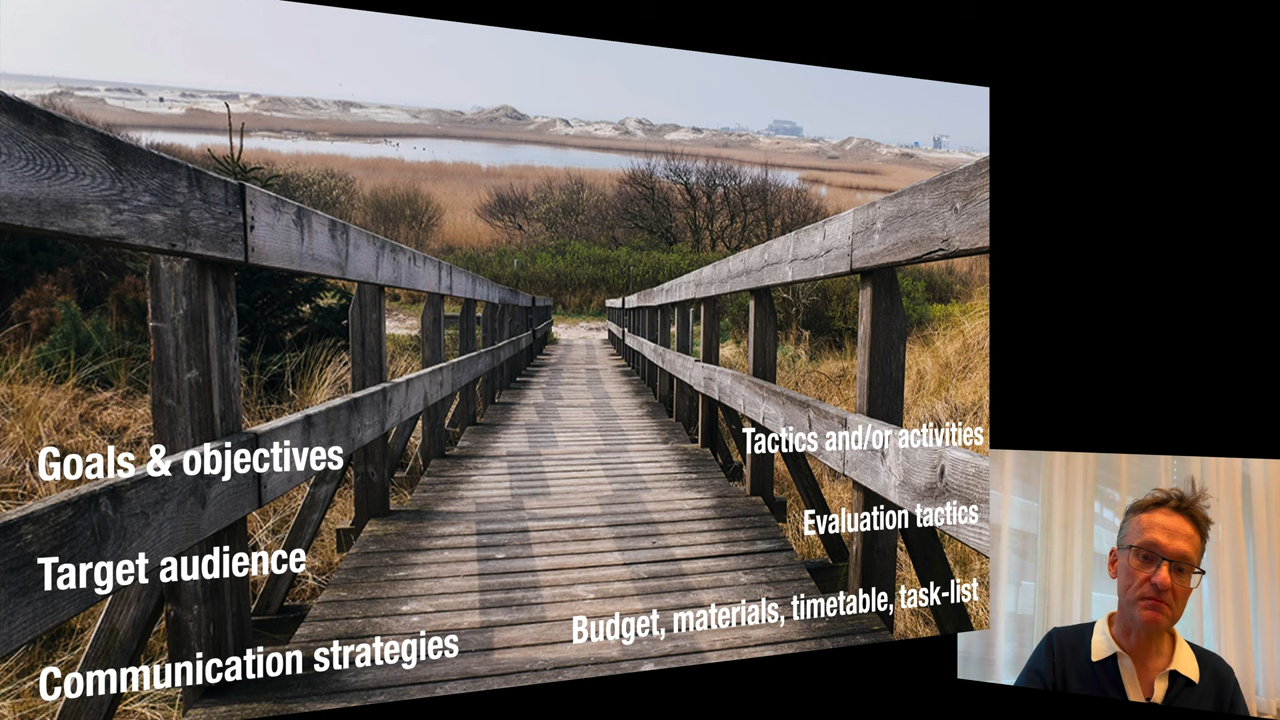 Goals & objectives
Target audience
Communication strategies
Tactics and/or activities
Evaluation tactics
Budget, materials, timetable, task-list